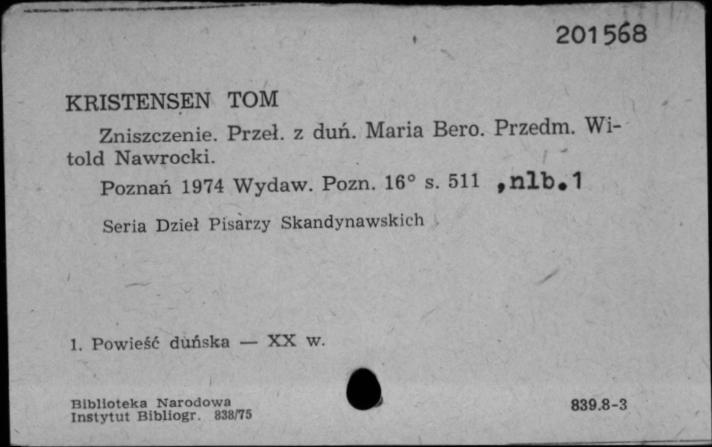 201568
KRISTENSEN TOM
Zniszczenie. Przeł. z duń. Maria Bero. Przedm. Wi-
told Nawrocki.
Poznań 1974 Wydaw. Pozn. 16° s. 511 ,nlb.1
Seria Dzieł Pisarzy Skandynawskich
1. Powieść duńska — XX w.
Biblioteka Narodowa
Instytut Bibliogr. 838/75
839.8-3